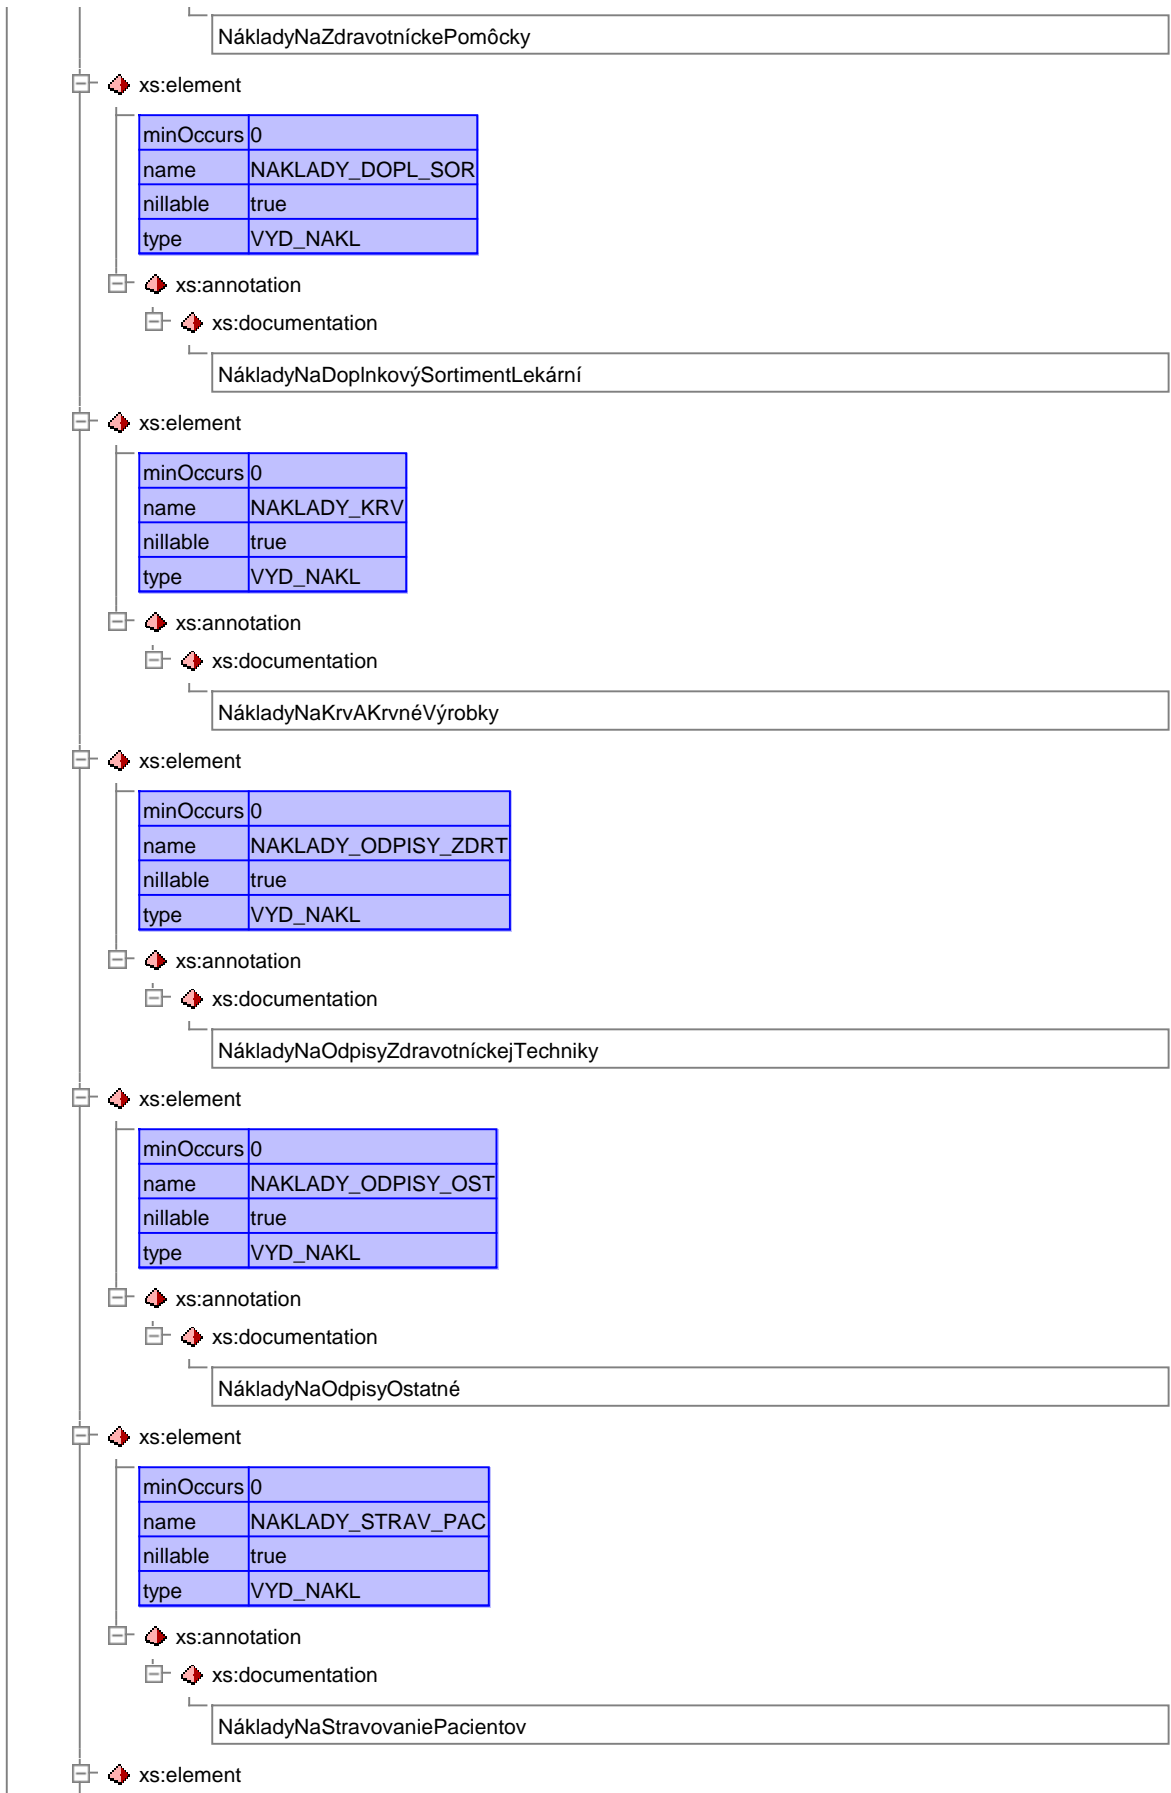 NákladyNaZdravotníckePomôcky
xs:element
minOccurs 0
name NAKLADY_DOPL_SOR
nillable true
type VYD_NAKL
xs:annotation
xs:documentation
NákladyNaDoplnkovýSortimentLekární
xs:element
minOccurs 0
name NAKLADY_KRV
nillable true
type VYD_NAKL
xs:annotation
xs:documentation
NákladyNaKrvAKrvnéVýrobky
xs:element
minOccurs 0
name NAKLADY_ODPISY_ZDRT
nillable true
type VYD_NAKL
xs:annotation
xs:documentation
NákladyNaOdpisyZdravotníckejTechniky
xs:element
minOccurs 0
name NAKLADY_ODPISY_OST
nillable true
type VYD_NAKL
xs:annotation
xs:documentation
NákladyNaOdpisyOstatné
xs:element
minOccurs 0
name NAKLADY_STRAV_PAC
nillable true
type VYD_NAKL
xs:annotation
xs:documentation
NákladyNaStravovaniePacientov
xs:element